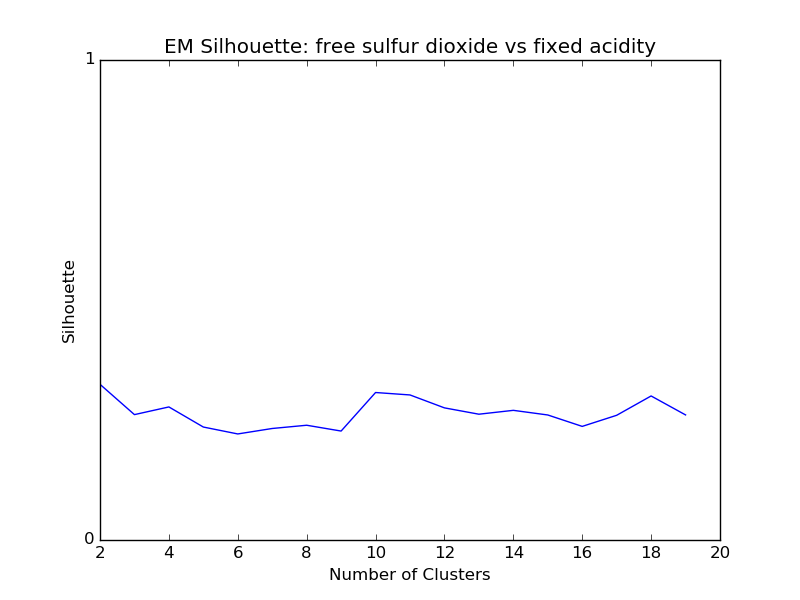 EM Silhouette: free sulfur dioxide vs fixed acidity
1
Silhouette
0
2 4 6 8 10 12 14 16 18 20
Number of Clusters